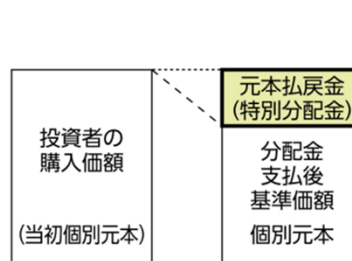 投資者の
購入価額
(当初個別元本)
元本払戻金
(特別分配金)
分配金
支払後
基準価額
個別元本